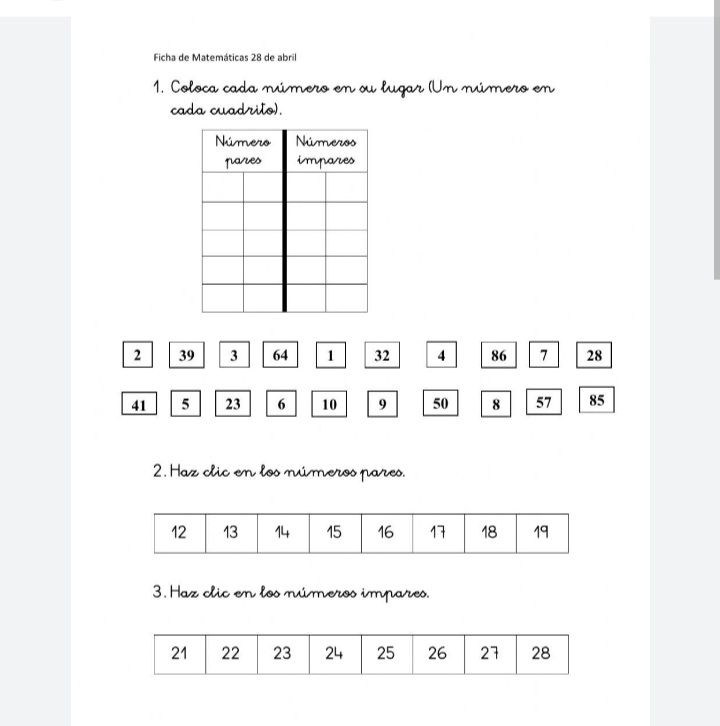 Ficha de Matemáticas 28 de abril
1. Coloca cada número en su lugar (Un número en
cada cuadrito).
Número Números
pares impares
2 39 3 64 1 32 4 86 7 28
41 5 23 6 10 9 50 8 57 85
2. Haz clic en los números pares.
12 13 14 15 16 17 18 19
3. Haz clic en los números impares.
21 22 23 24 25 26 27 28